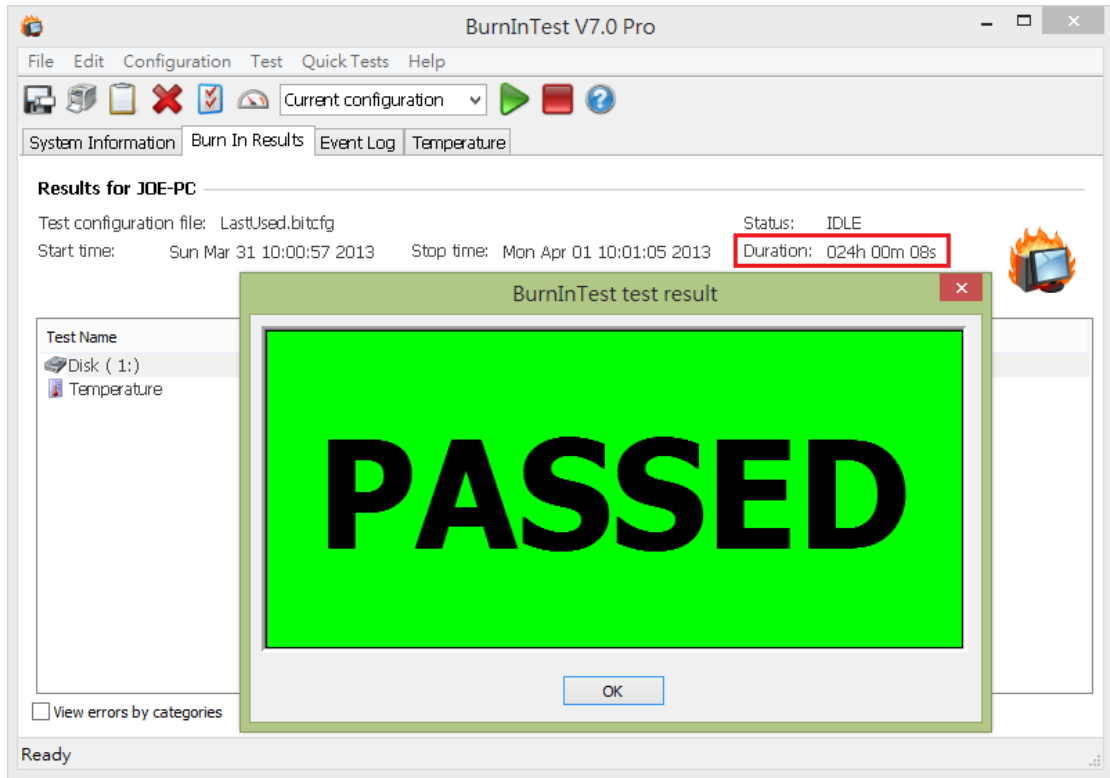 BurnInTest V7.0 Pro
File Edit Configuration Test Quick Tests Help
Current configuration
System Information Burn In Results Event Log Temperature
Results for JOE-PC
Test configuration file: LastUsed.bitcfg Status: IDLE
Start time: Sun Mar 31 10:00:57 2013 Stop time: Mon Apr 01 10:01:05 2013 Duration: 024h 00m 08s
BurnInTest test result
Test Name
Disk ( 1:)
Temperature
PASSED
OK
View errors by categories
Ready